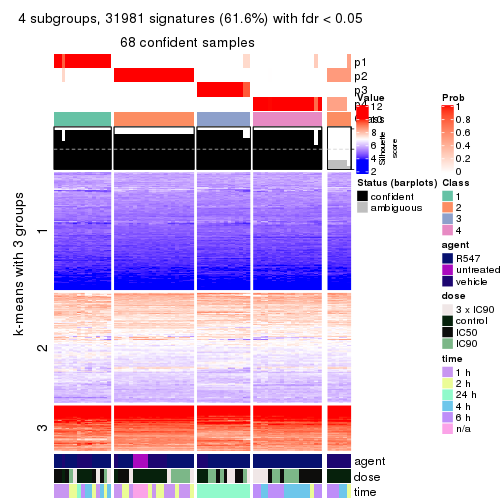 4 subgroups, 31981 signatures (61.6%) with fdr < 0.05
68 confident samples
p1
p2
p3
Value
12
10
8
6
4
2
Silhouette
score
Prob
1
0.8
0.6
0.4
0.2
0
Status (barplots)
confident
ambiguous
Class
1
2
3
4
agent
R547
untreated
vehicle
dose
3 x IC90
control
IC50
IC90
time
1 h
2 h
24 h
4 h
6 h
n/a
k-means with 3 groups
1
2
3
agent
dose
time